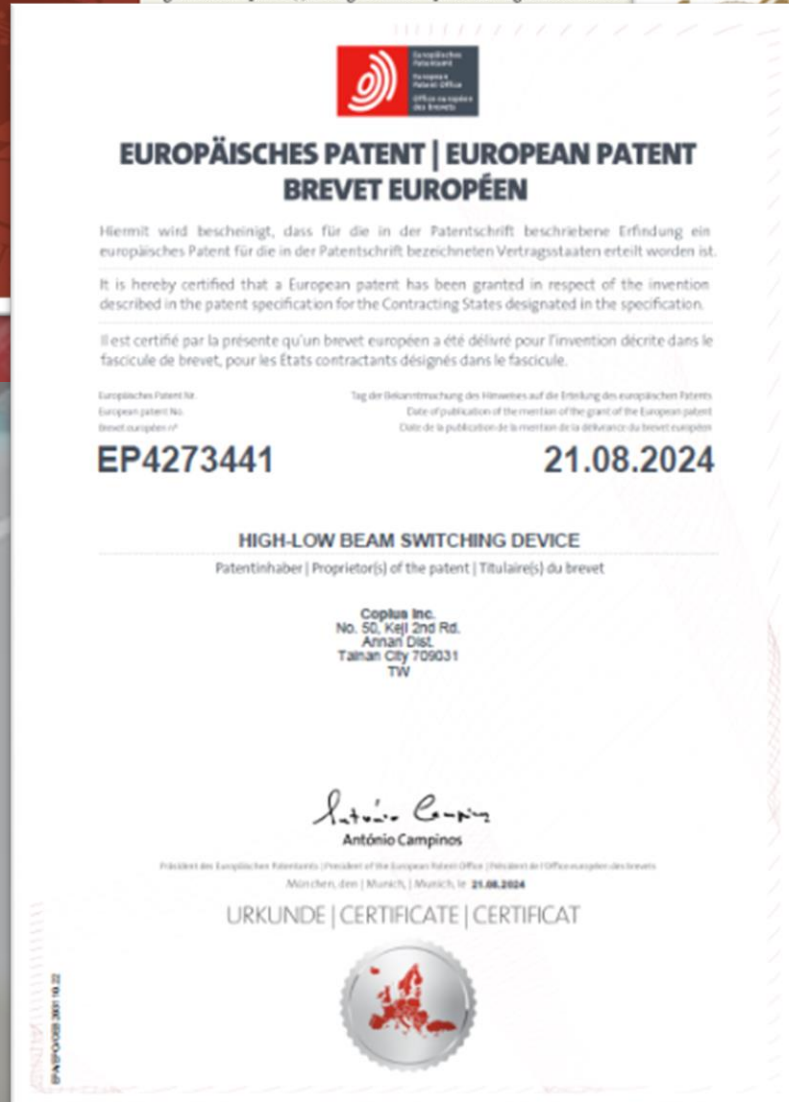 Europäisches
Patentamt
European
Patent Office
Office européen
des brevets
EUROPÄISCHES PATENT | EUROPEAN PATENT
BREVET EUROPÉEN
Hiermit wird bescheinigt, dass für die in der Patentschrift beschriebene Erfindung ein
europäisches Patent für die in der Patentschrift bezeichneten Vertragsstaaten erteilt worden ist.
It is hereby certified that a European patent has been granted in respect of the invention
described in the patent specification for the Contracting States designated in the specification.
Il est certifié par la présente qu'un brevet européen a été délivré pour l'invention décrite dans le
fascicule de brevet, pour les États contractants désignés dans le fascicule.
Europäisches Patent Nr.
European patent No.
Brevet européen n°
Tag der Bekanntmachung des Hinweises auf die Erteilung des europäischen Patents
Date of publication of the mention of the grant of the European patent
Date de la publication de la mention de la délivrance du brevet européen
EP4273441
21.08.2024
HIGH-LOW BEAM SWITCHING DEVICE
Patentinhaber | Proprietor(s) of the patent | Titulaire(s) du brevet
Coplus Inc.
No. 50, Keji 2nd Rd.
Annan Dist.
Tainan City 709031
TW
António Campinos
António Campinos
Präsident des Europäischen Patentamts | President of the European Patent Office | Président de l'Office européen des brevets
München, den | Munich, | Munich, le 21.08.2024
URKUNDE | CERTIFICATE | CERTIFICAT